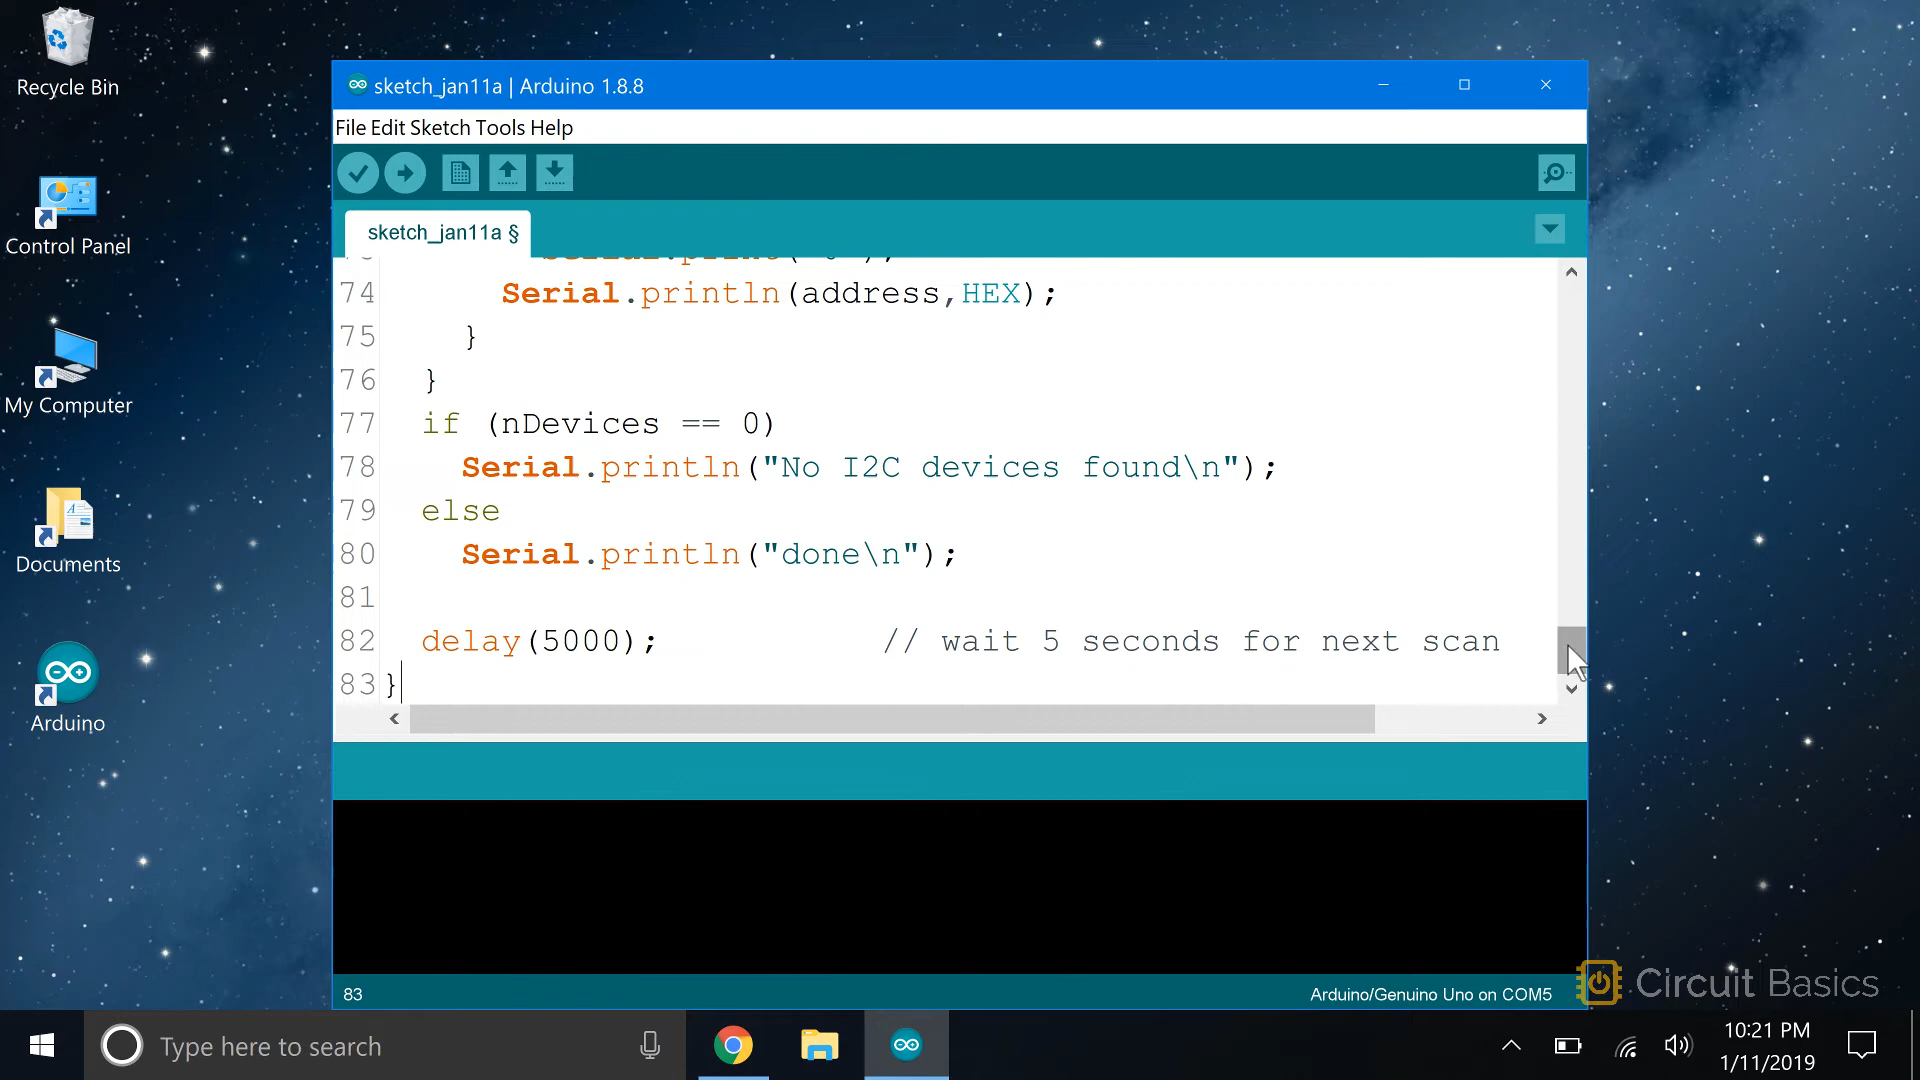 Recycle Bin
Control Panel
My Computer
Documents
Arduino
sketch_jan11a | Arduino 1.8.8
File Edit Sketch Tools Help
sketch_jan11a §
74 Serial.println(address,HEX);
75 }
76 }
77 if (nDevices == 0)
78 Serial.println("No I2C devices found\n");
79 else
80 Serial.println("done\n");
81
82 delay(5000); // wait 5 seconds for next scan
83 }
83
Arduino/Genuino Uno on COM5
Circuit Basics
Type here to search
10:21 PM
1/11/2019